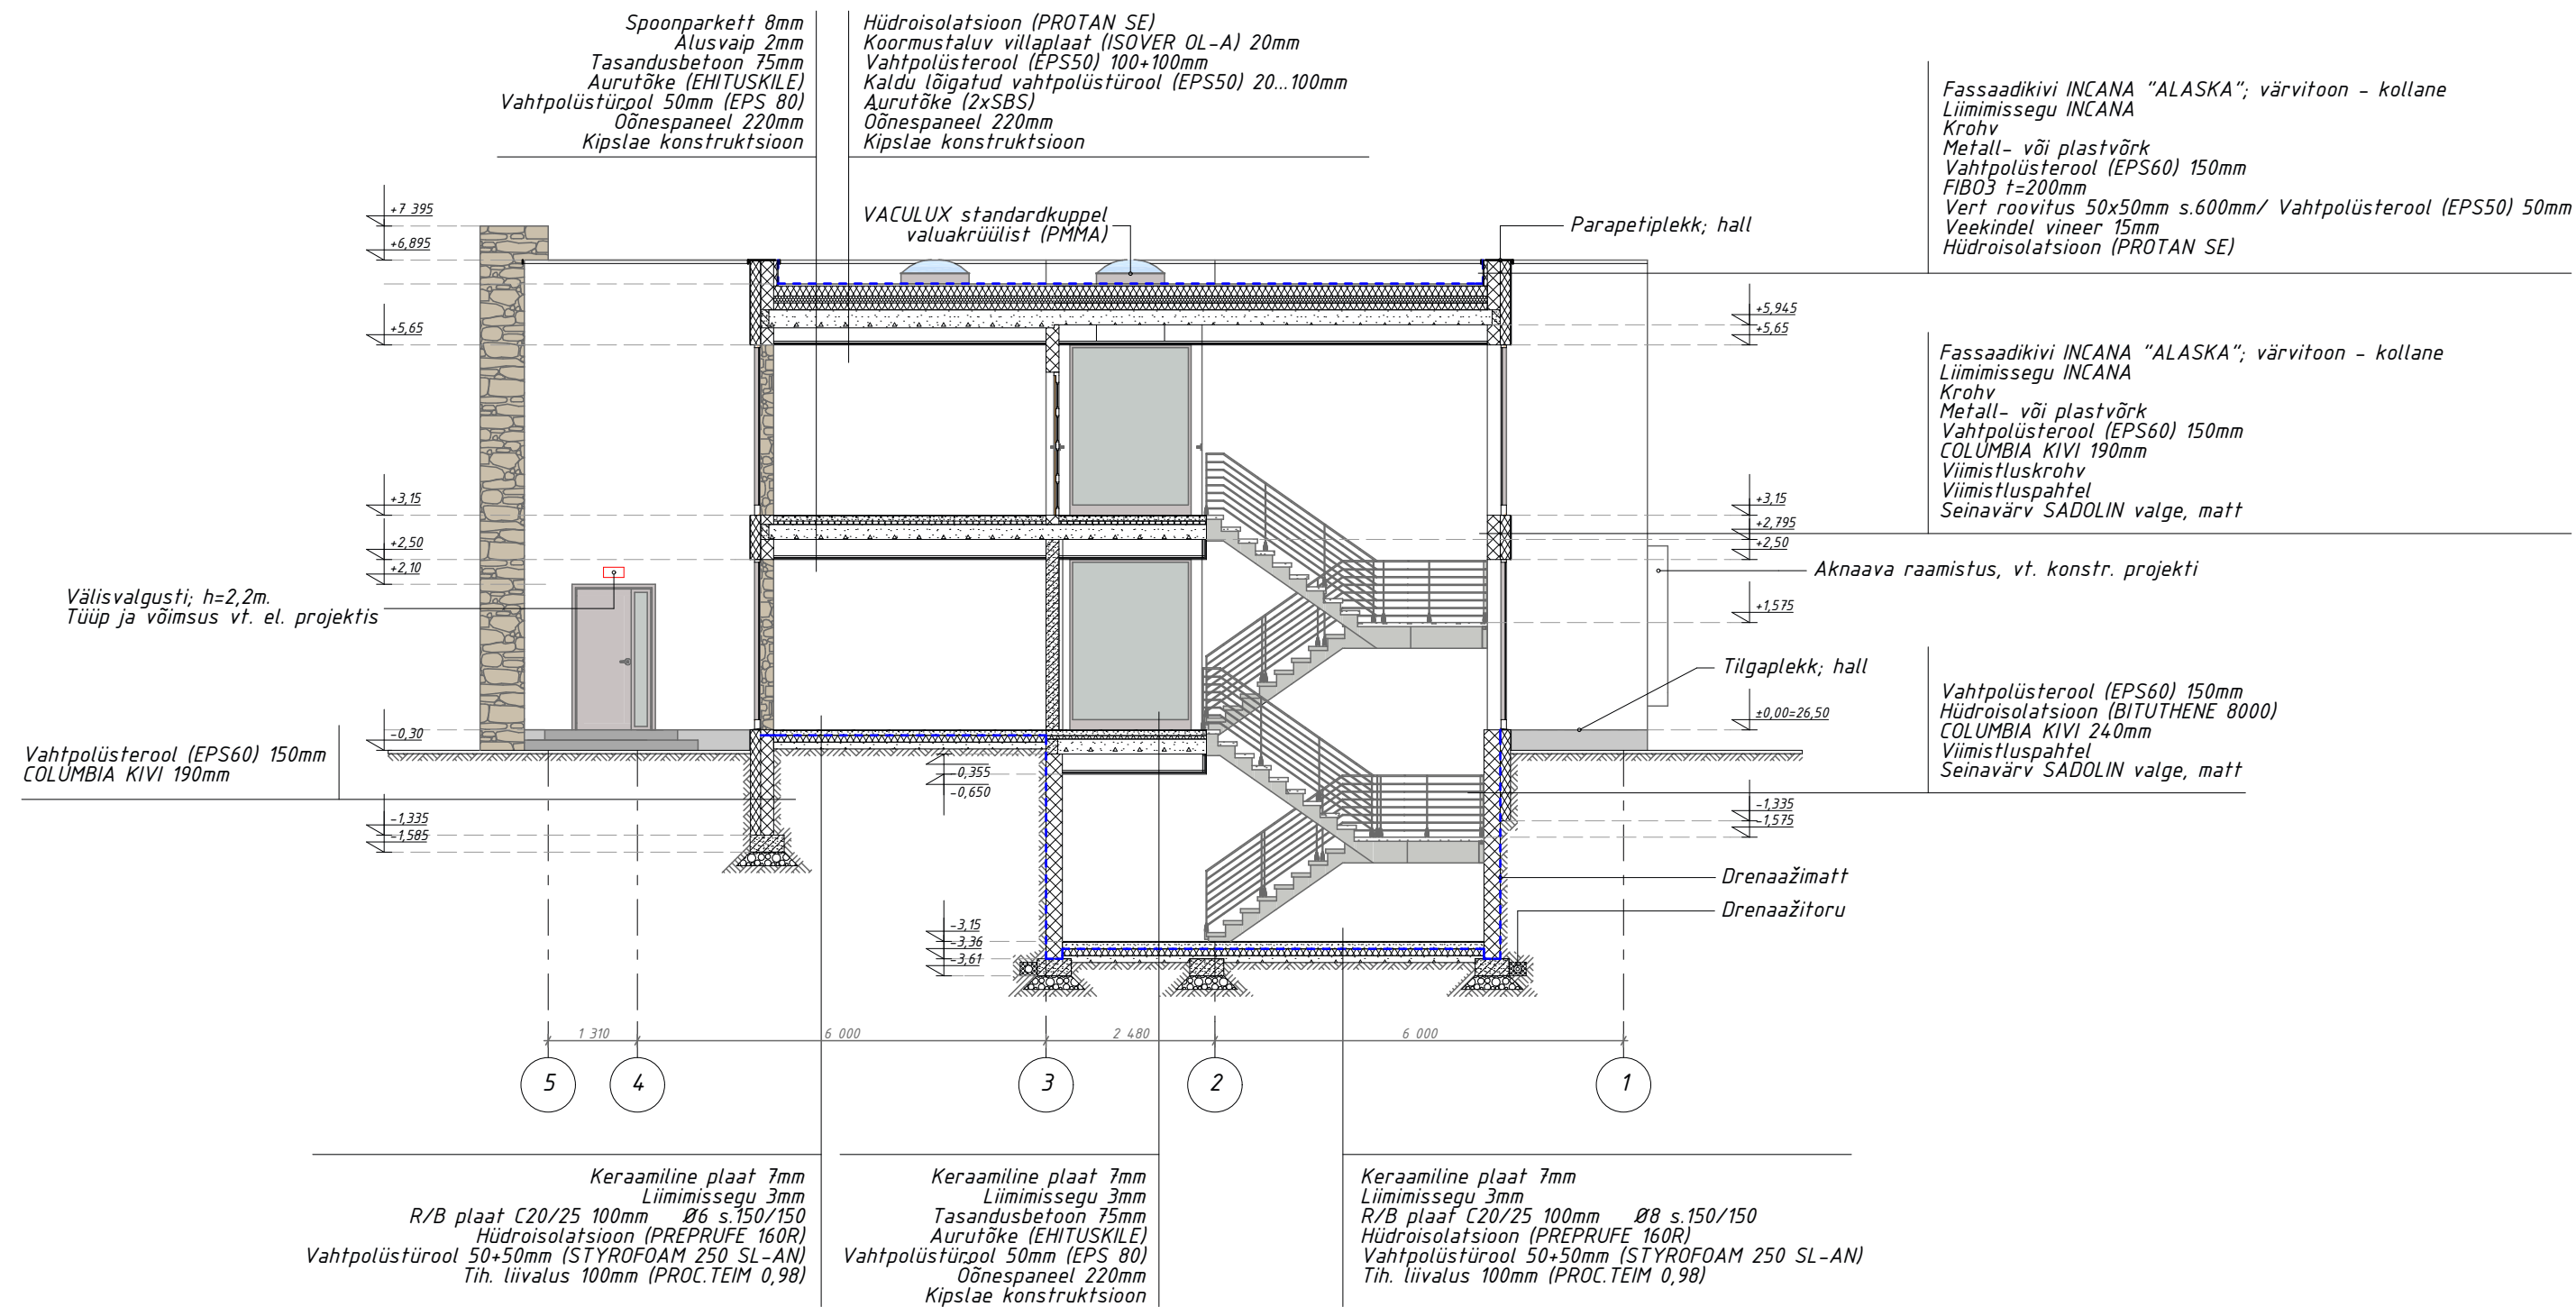 Spoonparkett 8mm
Alusvaip 2mm
Tasandusbetoon 75mm
Aurutõke (EHITUSKILE)
Vahtpolüstürool 50mm (EPS 80)
Õõnespaneel 220mm
Kipslae konstruktsioon
Hüdroisolatsioon (PROTAN SE)
Koormustaluv villaplaat (ISOVER OL-A) 20mm
Vahtpolüsterool (EPS50) 100+100mm
Kaldu lõigatud vahtpolüstürool (EPS50) 20...100mm
Aurutõke (2xSBS)
Õõnespaneel 220mm
Kipslae konstruktsioon
Fassaadikivi INCANA "ALASKA"; värvitoon - kollane
Liimimissegu INCANA
Krohv
Metall- või plastvõrk
Vahtpolüsterool (EPS60) 150mm
FIBO3 t=200mm
Vert roovitus 50x50mm s.600mm/ Vahtpolüsterool (EPS50) 50mm
Veekindel vineer 15mm
Hüdroisolatsioon (PROTAN SE)
VACULUX standardkuppel
valuakrüülist (PMMA)
Parapetiplekk; hall
+7 395
+6,895
+5,65
+3,15
+2,50
+2,10
-0,30
-1,335
-1,585
+5,945
+5,65
+3,15
+2,795
+2,50
+1,575
±0,00=26,50
-1,335
-1,575
Fassaadikivi INCANA "ALASKA"; värvitoon - kollane
Liimimissegu INCANA
Krohv
Metall- või plastvõrk
Vahtpolüsterool (EPS60) 150mm
COLUMBIA KIVI 190mm
Viimistluskrohv
Viimistluspahtel
Seinavärv SADOLIN valge, matt
Aknaava raamistus, vt. konstr. projekti
Välisvalgusti; h=2,2m.
Tüüp ja võimsus vt. el. projektis
Tilgaplekk; hall
Vahtpolüsterool (EPS60) 150mm
Hüdroisolatsioon (BITUTHENE 8000)
COLUMBIA KIVI 240mm
Viimistluspahtel
Seinavärv SADOLIN valge, matt
Vahtpolüsterool (EPS60) 150mm
COLUMBIA KIVI 190mm
-0,355
-0,650
-3,15
-3,36
-3,61
Drenaažimatt
Drenaažitoru
1 310
6 000
2 480
6 000
5
4
3
2
1
Keraamiline plaat 7mm
Liimimissegu 3mm
R/B plaat C20/25 100mm Ø6 s.150/150
Hüdroisolatsioon (PREPRUFE 160R)
Vahtpolüstürool 50+50mm (STYROFOAM 250 SL-AN)
Tih. liivalus 100mm (PROC.TEIM 0,98)
Keraamiline plaat 7mm
Liimimissegu 3mm
Tasandusbetoon 75mm
Aurutõke (EHITUSKILE)
Vahtpolüstürool 50mm (EPS 80)
Õõnespaneel 220mm
Kipslae konstruktsioon
Keraamiline plaat 7mm
Liimimissegu 3mm
R/B plaat C20/25 100mm Ø8 s.150/150
Hüdroisolatsioon (PREPRUFE 160R)
Vahtpolüstürool 50+50mm (STYROFOAM 250 SL-AN)
Tih. liivalus 100mm (PROC.TEIM 0,98)